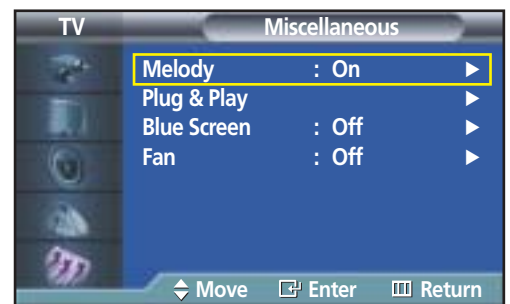 TV Miscellaneous
Melody : On
Plug & Play
Blue Screen : Off
Fan : Off
Move Enter Return